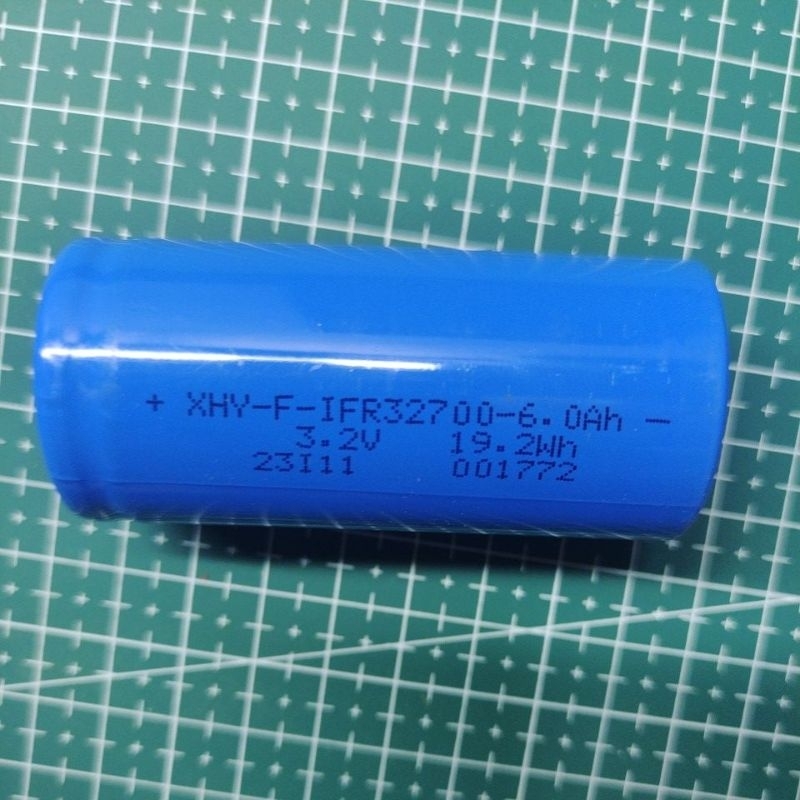 + XHY-F-IFR32700-6.0Ah −
3.2V 19.2Wh
23I11 001772